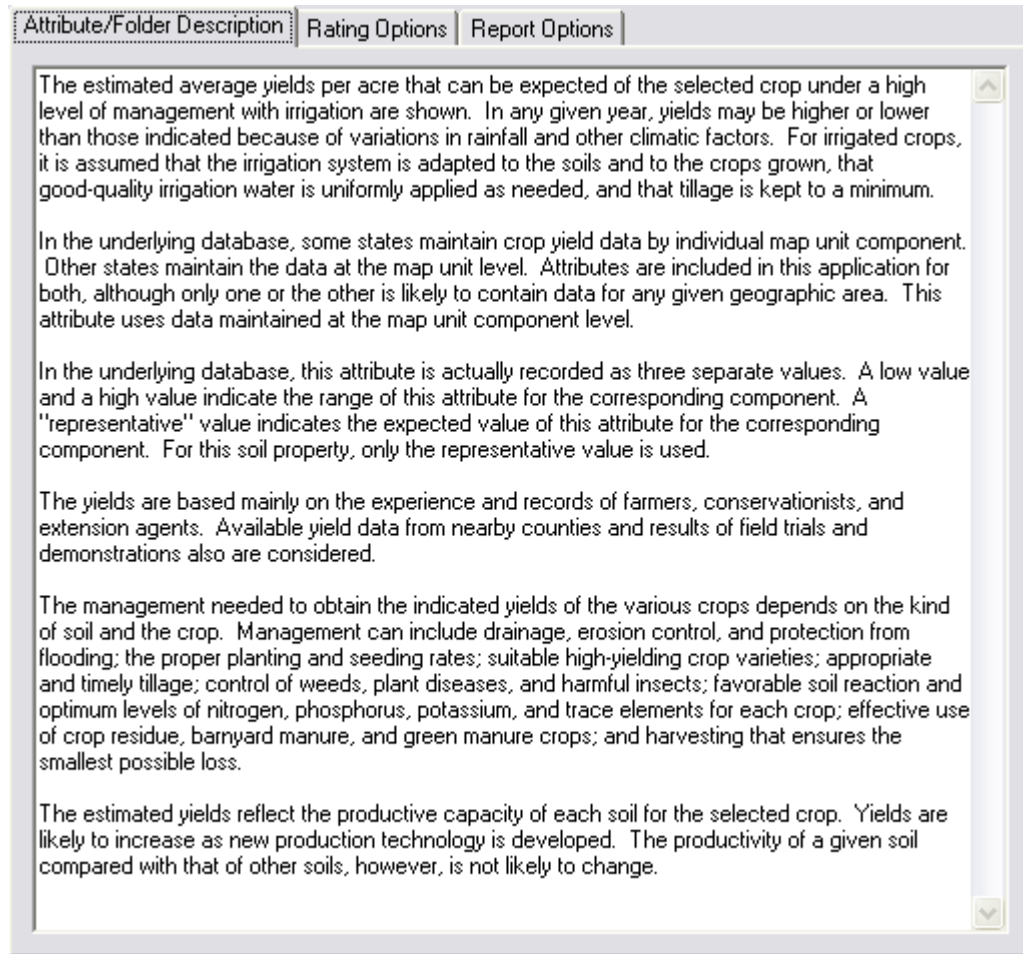 Attribute/Folder Description
Rating Options
Report Options
The estimated average yields per acre that can be expected of the selected crop under a high
level of management with irrigation are shown.  In any given year, yields may be higher or lower
than those indicated because of variations in rainfall and other climatic factors.  For irrigated crops,
it is assumed that the irrigation system is adapted to the soils and to the crops grown, that
good-quality irrigation water is uniformly applied as needed, and that tillage is kept to a minimum.
In the underlying database, some states maintain crop yield data by individual map unit component.
Other states maintain the data at the map unit level.  Attributes are included in this application for
both, although only one or the other is likely to contain data for any given geographic area.  This
attribute uses data maintained at the map unit component level.
In the underlying database, this attribute is actually recorded as three separate values.  A low value
and a high value indicate the range of this attribute for the corresponding component.  A
"representative" value indicates the expected value of this attribute for the corresponding
component.  For this soil property, only the representative value is used.
The yields are based mainly on the experience and records of farmers, conservationists, and
extension agents.  Available yield data from nearby counties and results of field trials and
demonstrations also are considered.
The management needed to obtain the indicated yields of the various crops depends on the kind
of soil and the crop.  Management can include drainage, erosion control, and protection from
flooding; the proper planting and seeding rates; suitable high-yielding crop varieties; appropriate
and timely tillage; control of weeds, plant diseases, and harmful insects; favorable soil reaction and
optimum levels of nitrogen, phosphorus, potassium, and trace elements for each crop; effective use
of crop residue, barnyard manure, and green manure crops; and harvesting that ensures the
smallest possible loss.
The estimated yields reflect the productive capacity of each soil for the selected crop.  Yields are
likely to increase as new production technology is developed.  The productivity of a given soil
compared with that of other soils, however, is not likely to change.